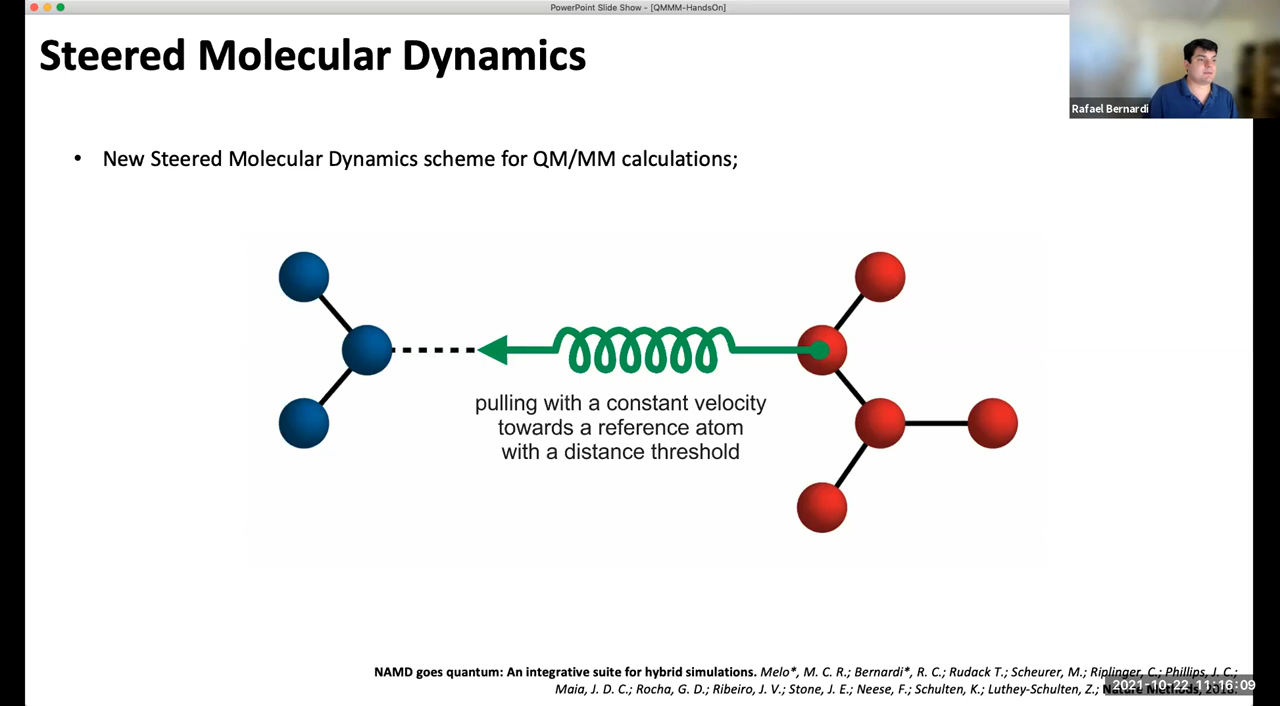 PowerPoint Slide Show - [QMMM-HandsOn]
Steered Molecular Dynamics
Rafael Bernardi
• New Steered Molecular Dynamics scheme for QM/MM calculations;
pulling with a constant velocity
towards a reference atom
with a distance threshold
NAMD goes quantum: An integrative suite for hybrid simulations. Melo*, M. C. R.; Bernardi*, R. C.; Rudack T.; Scheurer, M.; Riplinger, C.; Phillips, J. C.;
Maia, J. D. C.; Rocha, G. D.; Ribeiro, J. V.; Stone, J. E.; Neese, F.; Schulten, K.; Luthey-Schulten, Z.; Nature Methods,
2021-10-22 11:16:09